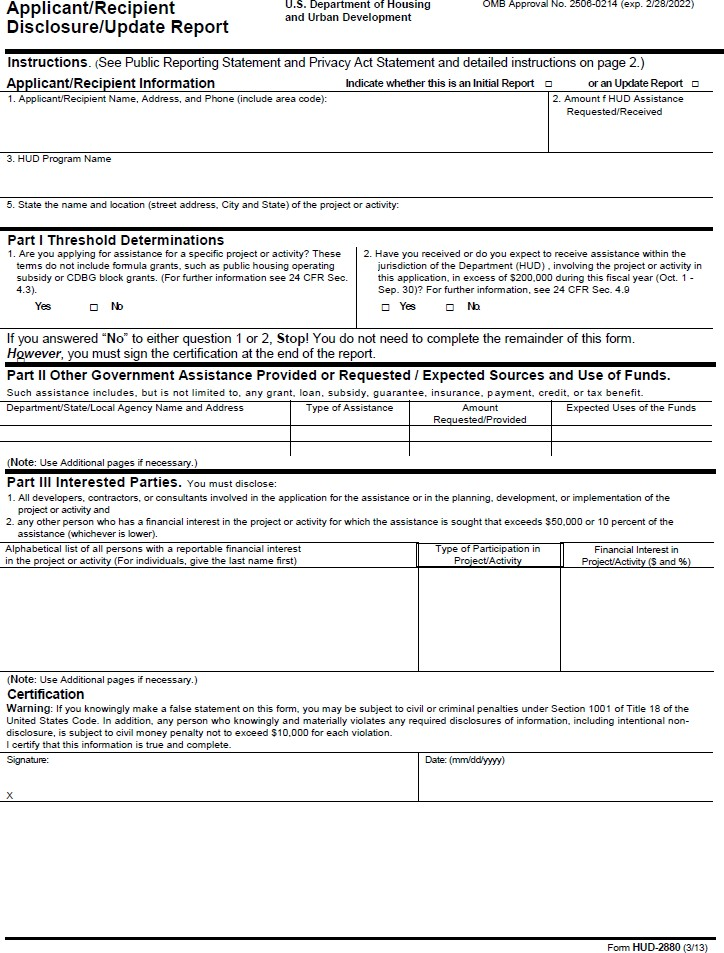 Applicant/Recipient
Disclosure/Update Report
U.S. Department of Housing
and Urban Development
OMB Approval No. 2506-0214 (exp. 2/28/2022)
Instructions. (See Public Reporting Statement and Privacy Act Statement and detailed instructions on page 2.)
Applicant/Recipient Information Indicate whether this is an Initial Report □ or an Update Report □
1. Applicant/Recipient Name, Address, and Phone (include area code):
2. Amount f HUD Assistance
Requested/Received
3. HUD Program Name
5. State the name and location (street address, City and State) of the project or activity:
Part I Threshold Determinations
1. Are you applying for assistance for a specific project or activity? These
terms do not include formula grants, such as public housing operating
subsidy or CDBG block grants. (For further information see 24 CFR Sec.
4.3).
Yes □ No
2. Have you received or do you expect to receive assistance within the
jurisdiction of the Department (HUD) , involving the project or activity in
this application, in excess of $200,000 during this fiscal year (Oct. 1 -
Sep. 30)? For further information, see 24 CFR Sec. 4.9
□ Yes □ No.
If you answered “No” to either question 1 or 2, Stop! You do not need to complete the remainder of this form.
However, you must sign the certification at the end of the report.
Part II Other Government Assistance Provided or Requested / Expected Sources and Use of Funds.
Such assistance includes, but is not limited to, any grant, loan, subsidy, guarantee, insurance, payment, credit, or tax benefit.
Department/State/Local Agency Name and Address
Type of Assistance
Amount
Requested/Provided
Expected Uses of the Funds
(Note: Use Additional pages if necessary.)
Part III Interested Parties. You must disclose:
1. All developers, contractors, or consultants involved in the application for the assistance or in the planning, development, or implementation of the
project or activity and
2. any other person who has a financial interest in the project or activity for which the assistance is sought that exceeds $50,000 or 10 percent of the
assistance (whichever is lower).
Alphabetical list of all persons with a reportable financial interest
in the project or activity (For individuals, give the last name first)
Type of Participation in
Project/Activity
Financial Interest in
Project/Activity ($ and %)
(Note: Use Additional pages if necessary.)
Certification
Warning: If you knowingly make a false statement on this form, you may be subject to civil or criminal penalties under Section 1001 of Title 18 of the
United States Code. In addition, any person who knowingly and materially violates any required disclosures of information, including intentional non-
disclosure, is subject to civil money penalty not to exceed $10,000 for each violation.
I certify that this information is true and complete.
Signature:
Date: (mm/dd/yyyy)
X
Form HUD-2880 (3/13)